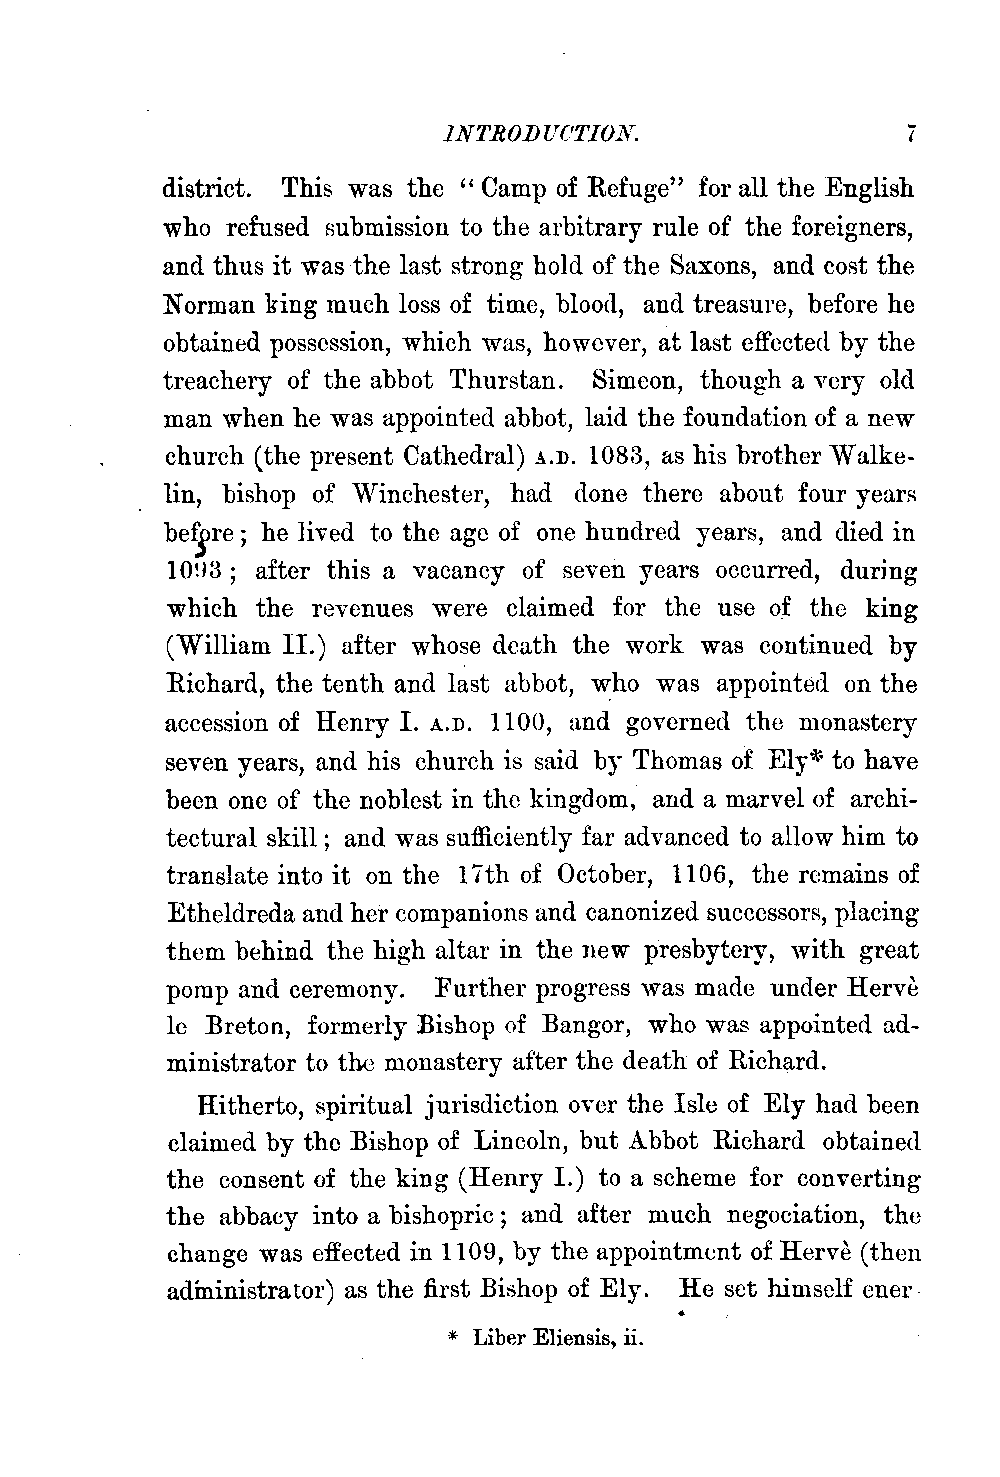 INTRODUCTION. 7
district. This was the “Camp of Refuge” for all the English
who refused submission to the arbitrary rule of the foreigners,
and thus it was the last strong hold of the Saxons, and cost the
Norman king much loss of time, blood, and treasure, before he
obtained possession, which was, however, at last effected by the
treachery of the abbot Thurstan. Simeon, though a very old
man when he was appointed abbot, laid the foundation of a new
church (the present Cathedral) A.D. 1083, as his brother Walke-
lin, bishop of Winchester, had done there about four years
before; he lived to the age of one hundred years, and died in
1093; after this a vacancy of seven years occurred, during
which the revenues were claimed for the use of the king
(William II.) after whose death the work was continued by
Richard, the tenth and last abbot, who was appointed on the
accession of Henry I. A.D. 1100, and governed the monastery
seven years, and his church is said by Thomas of Ely* to have
been one of the noblest in the kingdom, and a marvel of archi-
tectural skill; and was sufficiently far advanced to allow him to
translate into it on the 17th of October, 1106, the remains of
Etheldreda and her companions and canonized successors, placing
them behind the high altar in the new presbytery, with great
pomp and ceremony. Further progress was made under Hervè
le Breton, formerly Bishop of Bangor, who was appointed ad-
ministrator to the monastery after the death of Richard.
Hitherto, spiritual jurisdiction over the Isle of Ely had been
claimed by the Bishop of Lincoln, but Abbot Richard obtained
the consent of the king (Henry I.) to a scheme for converting
the abbacy into a bishopric; and after much negociation, the
change was effected in 1109, by the appointment of Hervè (then
administrator) as the first Bishop of Ely. He set himself ener-
* Liber Eliensis, ii.